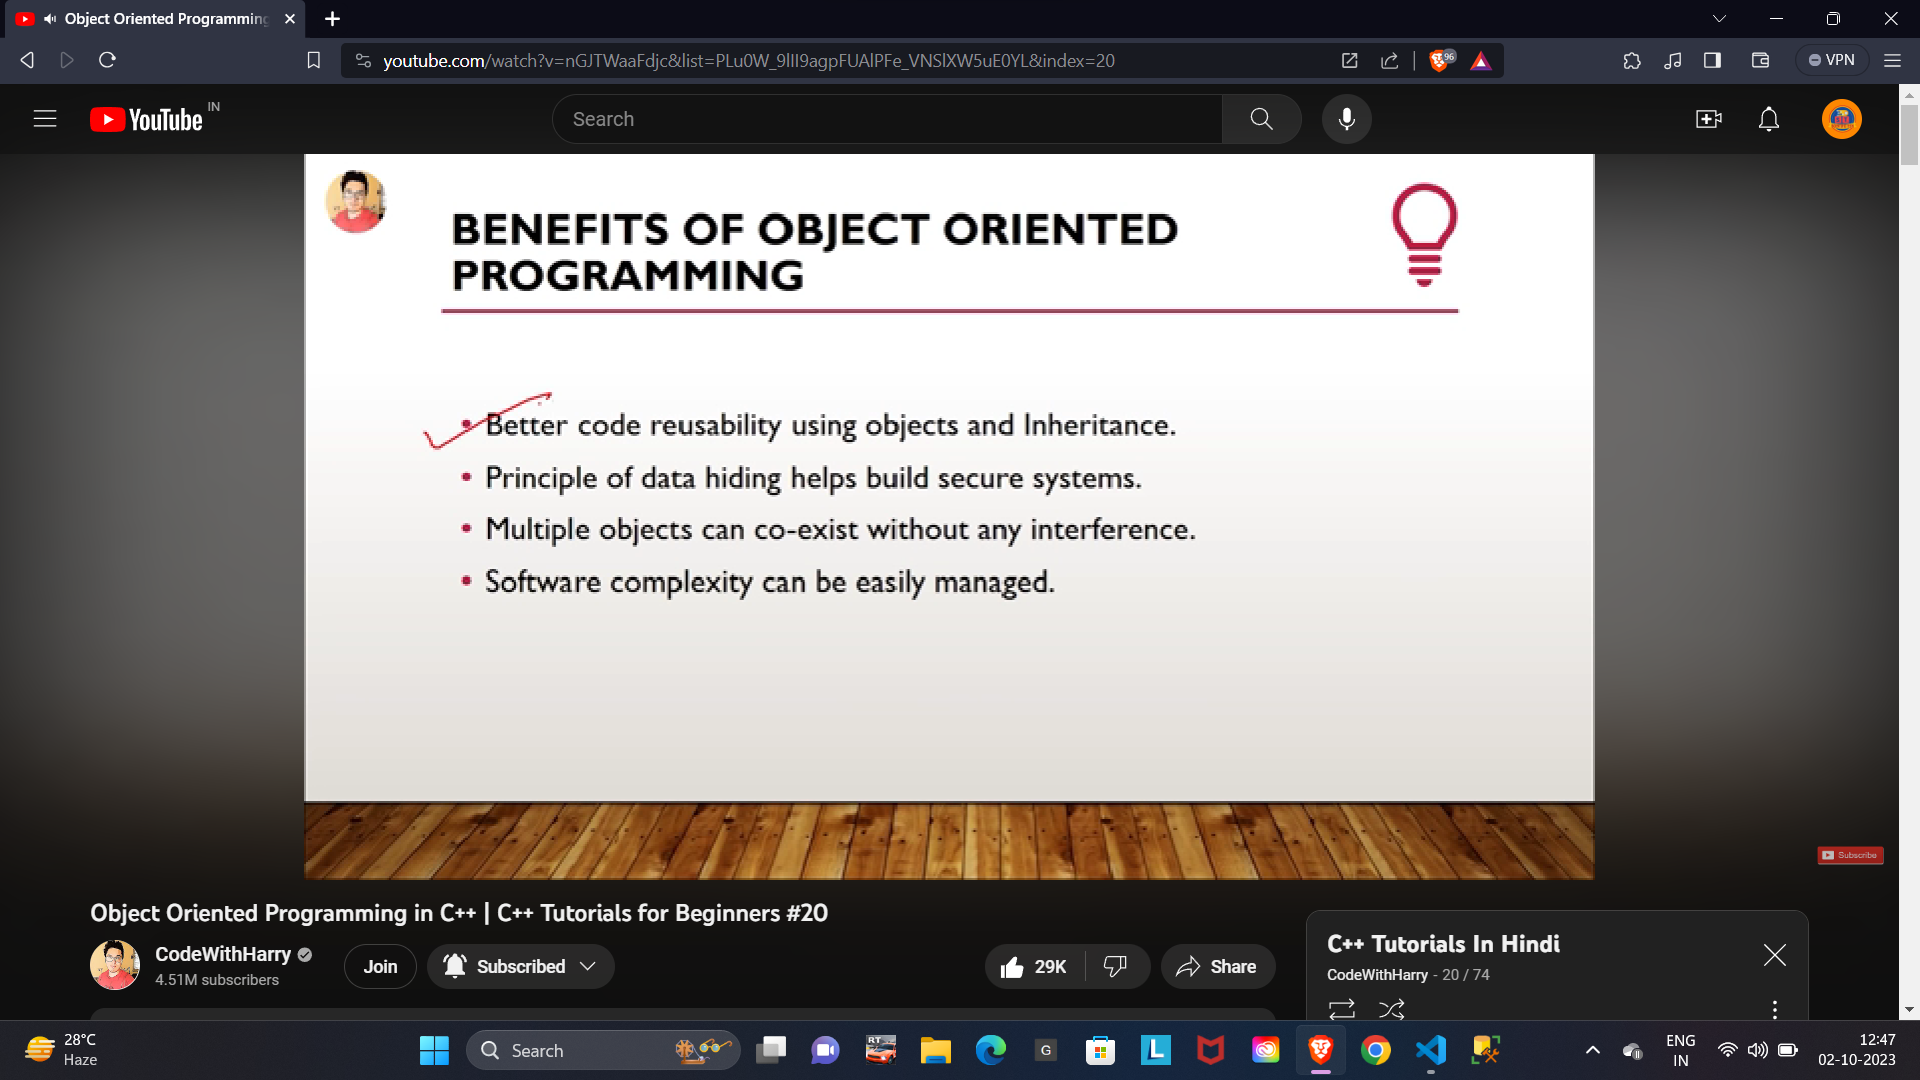 Object Oriented Programming
youtube.com/watch?v=nGJTWaaFdjc&list=PLu0W_9lII9agpFUAlPFe_VNSlXW5uE0YL&index=20
96
VPN
YouTube IN
Search
BENEFITS OF OBJECT ORIENTED
PROGRAMMING
• Better code reusability using objects and Inheritance.
• Principle of data hiding helps build secure systems.
• Multiple objects can co-exist without any interference.
• Software complexity can be easily managed.
Subscribe
Object Oriented Programming in C++ | C++ Tutorials for Beginners #20
CodeWithHarry
4.51M subscribers
Join
Subscribed
29K
Share
C++ Tutorials In Hindi
CodeWithHarry - 20 / 74
28°C
Haze
Search
RT
G
L
ENG
IN
12:47
02-10-2023